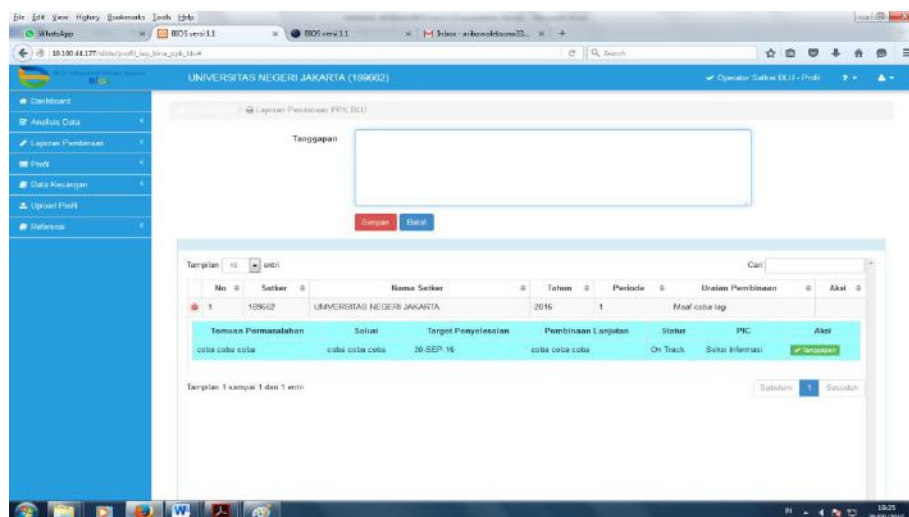 File Edit View History Bookmarks Tools Help
WhatsApp
BIOS versi 1.1
BIOS versi 1.1
Search
UNIVERSITAS NEGERI JAKARTA (189662)
Operator Satker BLU - Profil
Dashboard
Analisis Data
Laporan Pembinaan
Profil
Data Keuangan
Upload Profil
Referensi
Laporan Pembinaan PPK BLU
Tanggapan
Simpan Batal
Tampilan 10 entri
Cari
No Satker Nama Satker Tahun Periode Uraian Pembinaan Aksi
1 189662 UNIVERSITAS NEGERI JAKARTA 2016 1 Maaf coba lagi
Temuan Permasalahan Solusi Target Penyelesaian Pembinaan Lanjutan Status PIC Aksi
coba coba coba coba coba coba 30-SEP-16 coba coba coba On Track Seksi Informasi Tanggapan
Tampilan 1 sampai 1 dari 1 entri
Sebelum 1 Sesudah
19:25